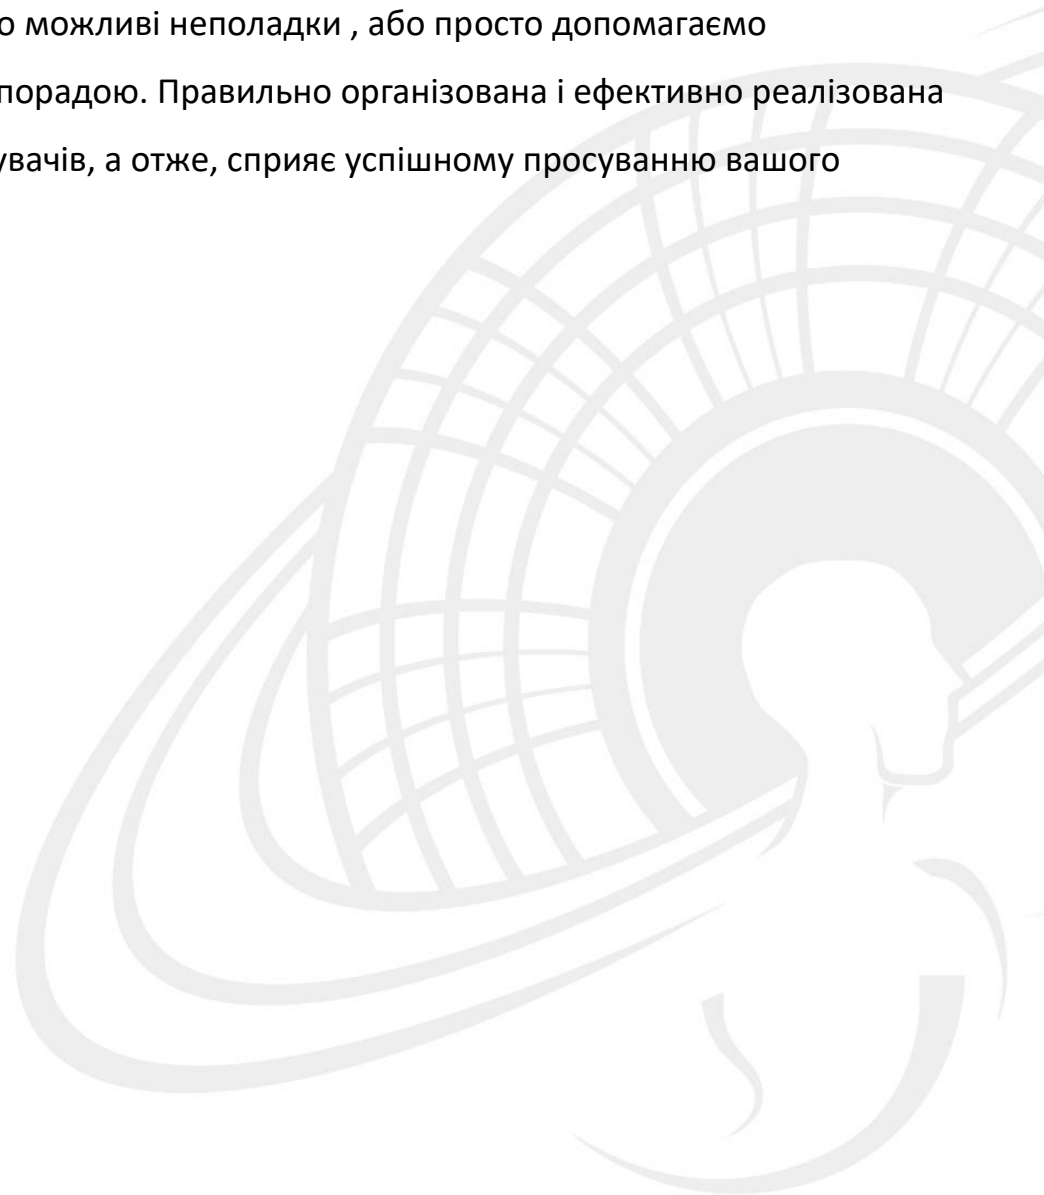 о можливі неполадки , або просто допомагаємо
порадою. Правильно організована і ефективно реалізована
увачів, а отже, сприяє успішному просуванню вашого